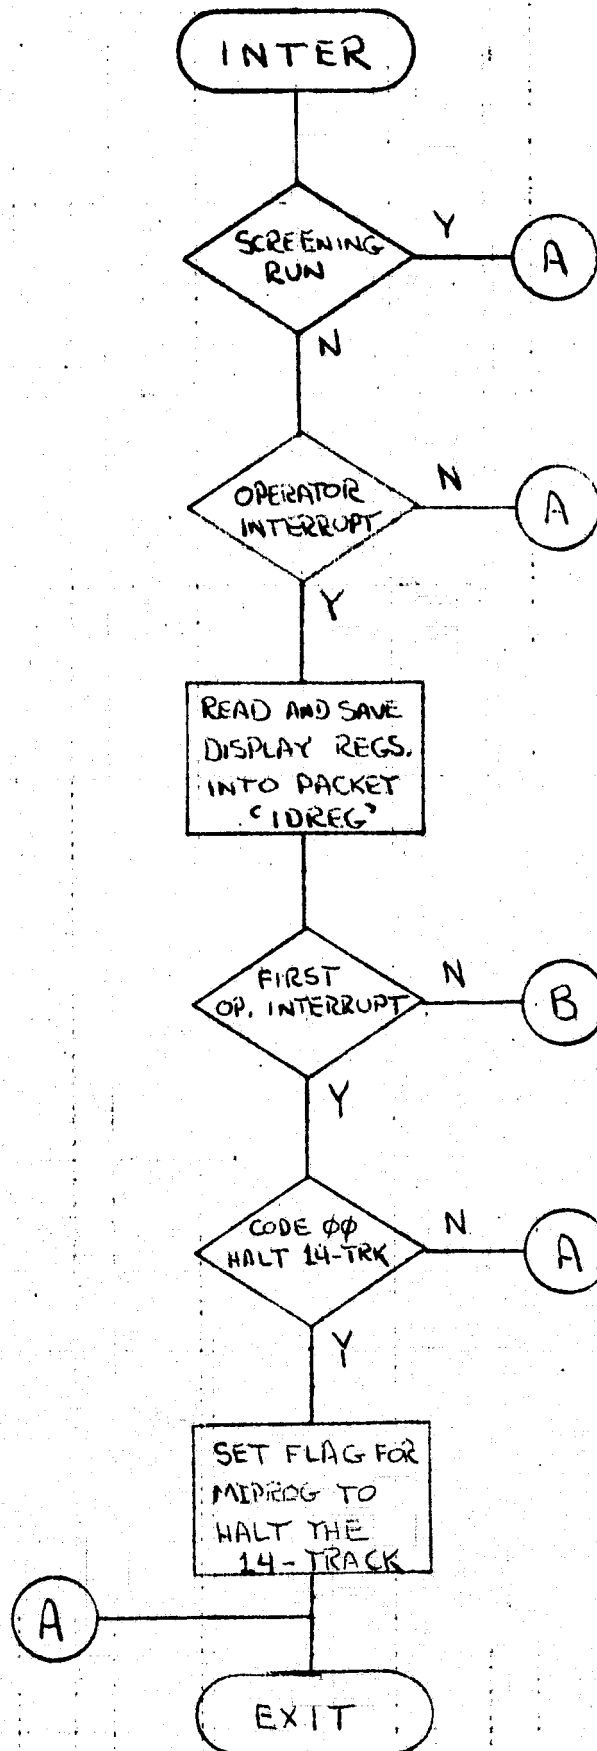 INTER
SCREENING
RUN
Y
A
N
OPERATOR
INTERRUPT
N
A
Y
READ AND SAVE
DISPLAY REGS.
INTO PACKET
‘IDREG’
FIRST
OP. INTERRUPT
N
B
Y
CODE ϕϕ
HALT 14-TRK
N
A
Y
SET FLAG FOR
MIPROG TO
HALT THE
14-TRACK
A
EXIT